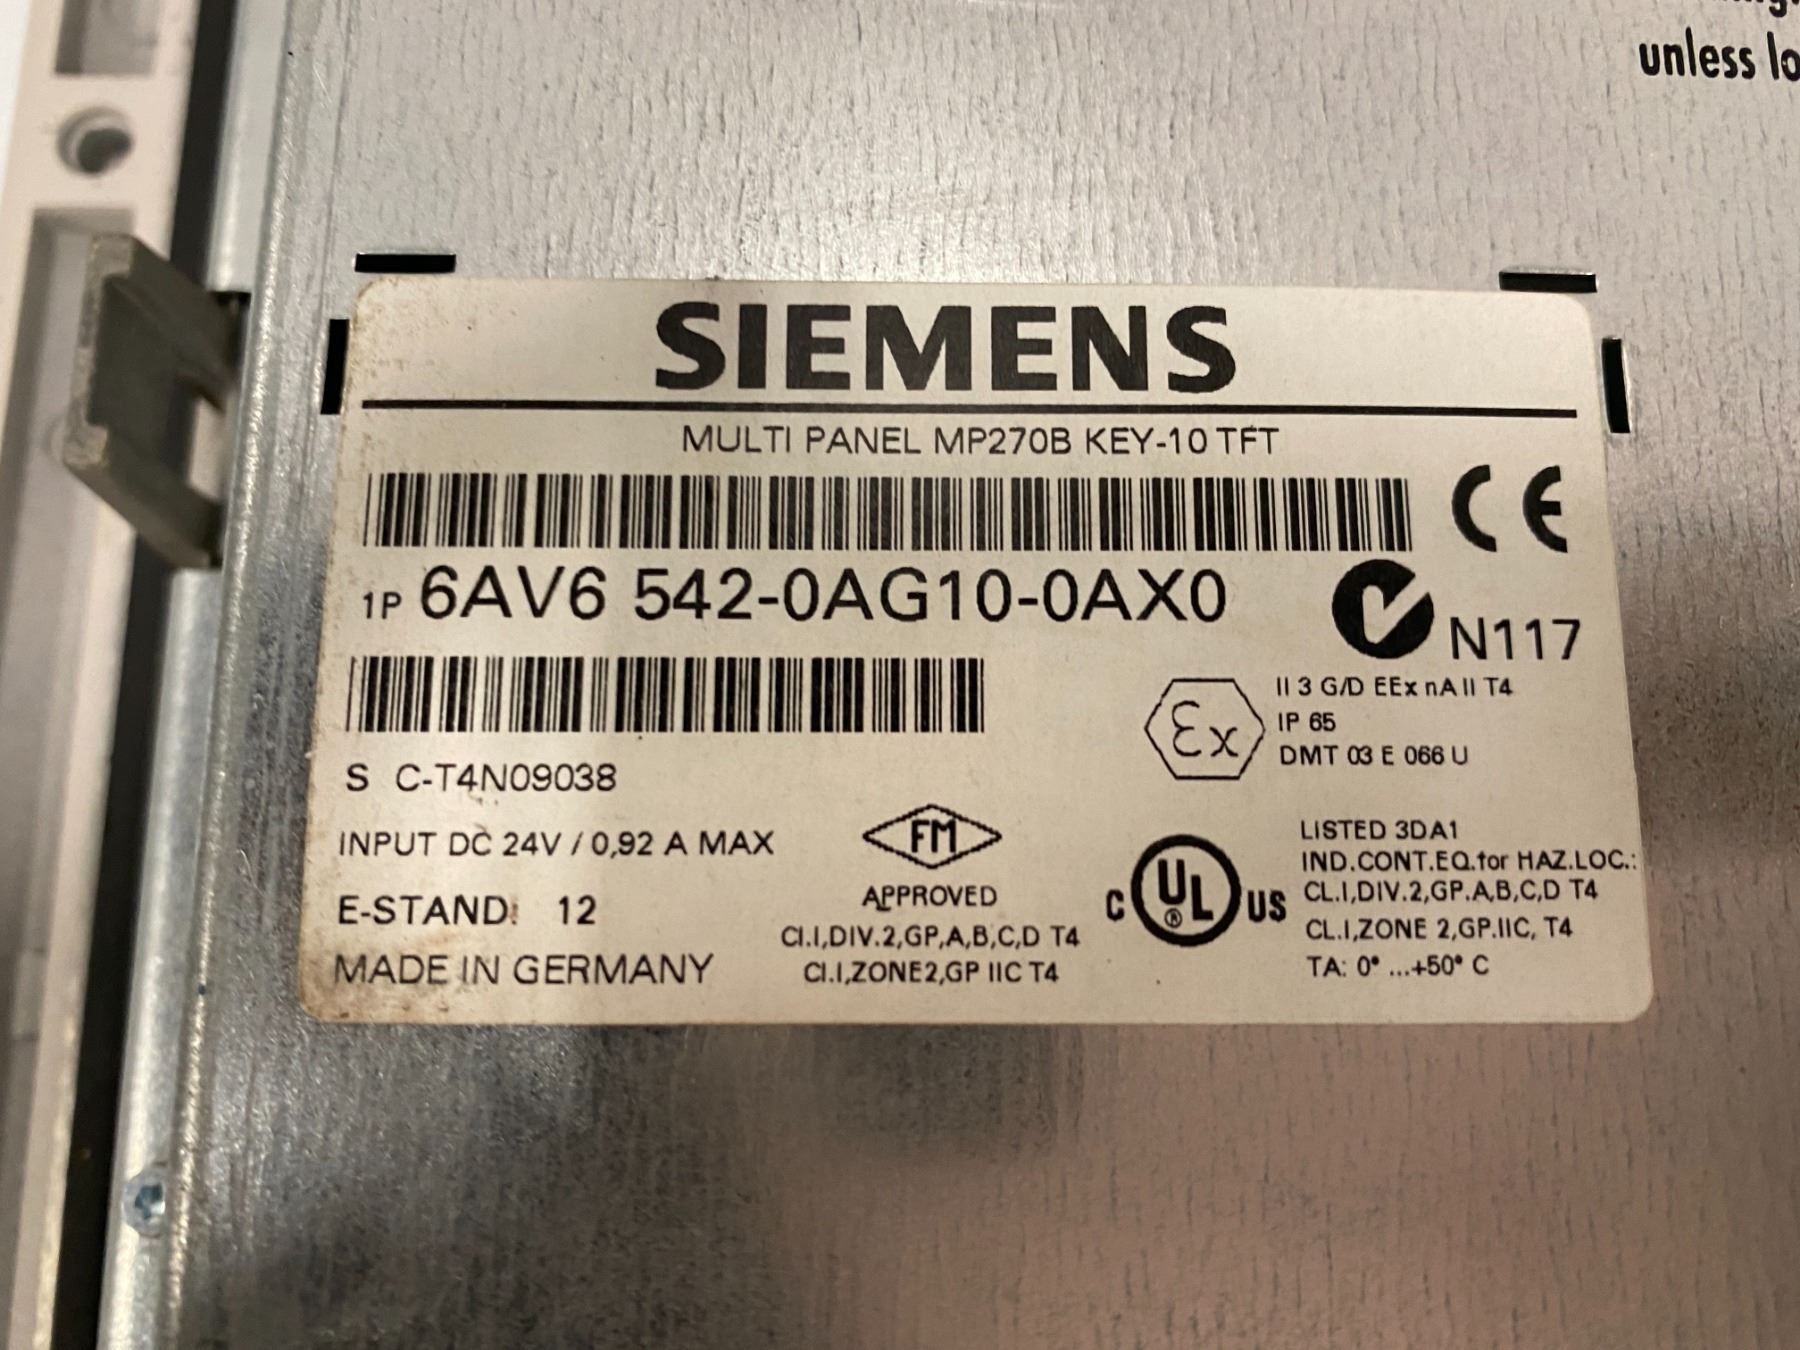 unless lo
SIEMENS
MULTI PANEL MP270B KEY-10 TFT
CE
1P 6AV6 542-0AG10-0AX0
N117
Ex
II 3 G/D EEx nA II T4
IP 65
DMT 03 E 066 U
S C-T4N09038
INPUT DC 24V / 0,92 A MAX
E-STAND: 12
MADE IN GERMANY
FM
APPROVED
Cl.I,DIV.2,GP,A,B,C,D T4
Cl.I,ZONE2,GP IIC T4
C UL ® US
LISTED 3DA1
IND.CONT.EQ.for HAZ.LOC.:
CL.I,DIV.2,GP.A,B,C,D T4
CL.I,ZONE 2,GP.IIC, T4
TA: 0° ...+50° C